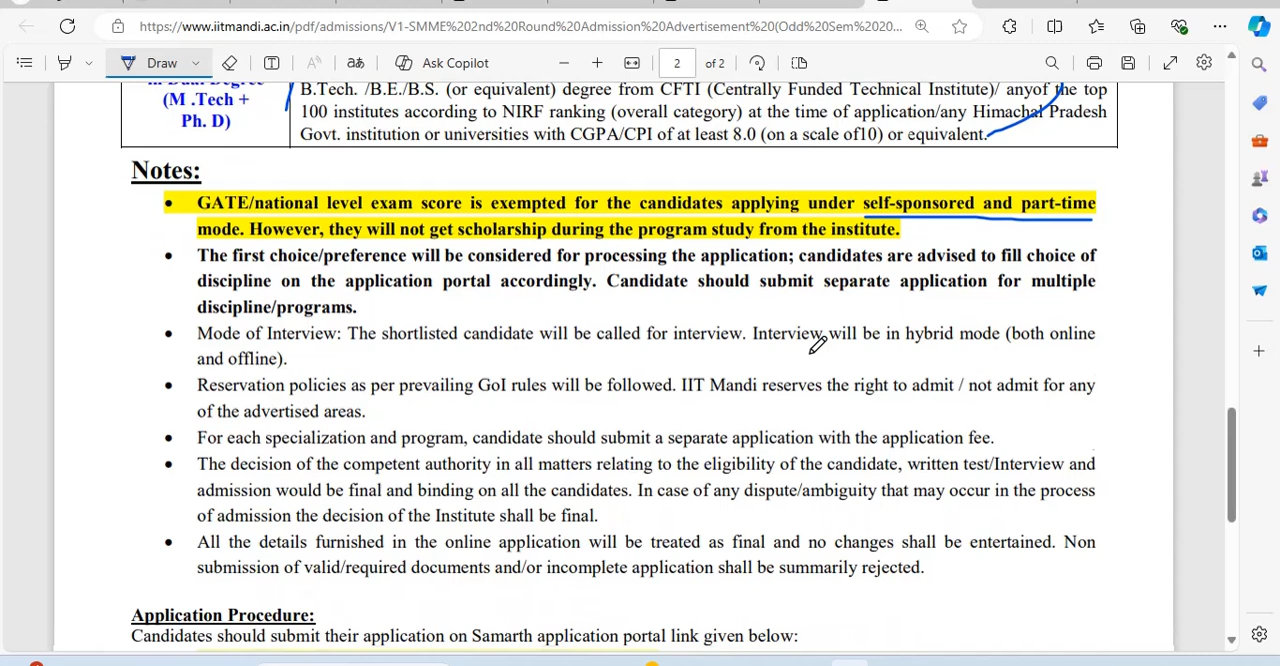 https://www.iitmandi.ac.in/pdf/admissions/V1-SMME%202nd%20Round%20Admission%20Advertisement%20(Odd%20Sem%2020...
Draw
aあ
Ask Copilot
2
of 2
(M .Tech +
Ph. D)
B.Tech. /B.E./B.S. (or equivalent) degree from CFTI (Centrally Funded Technical Institute)/ anyof the top
100 institutes according to NIRF ranking (overall category) at the time of application/any Himachal Pradesh
Govt. institution or universities with CGPA/CPI of at least 8.0 (on a scale of10) or equivalent.
Notes:
• GATE/national level exam score is exempted for the candidates applying under self-sponsored and part-time
mode. However, they will not get scholarship during the program study from the institute.
• The first choice/preference will be considered for processing the application; candidates are advised to fill choice of
discipline on the application portal accordingly. Candidate should submit separate application for multiple
discipline/programs.
• Mode of Interview: The shortlisted candidate will be called for interview. Interview will be in hybrid mode (both online
and offline).
• Reservation policies as per prevailing GoI rules will be followed. IIT Mandi reserves the right to admit / not admit for any
of the advertised areas.
• For each specialization and program, candidate should submit a separate application with the application fee.
• The decision of the competent authority in all matters relating to the eligibility of the candidate, written test/Interview and
admission would be final and binding on all the candidates. In case of any dispute/ambiguity that may occur in the process
of admission the decision of the Institute shall be final.
• All the details furnished in the online application will be treated as final and no changes shall be entertained. Non
submission of valid/required documents and/or incomplete application shall be summarily rejected.
Application Procedure:
Candidates should submit their application on Samarth application portal link given below: